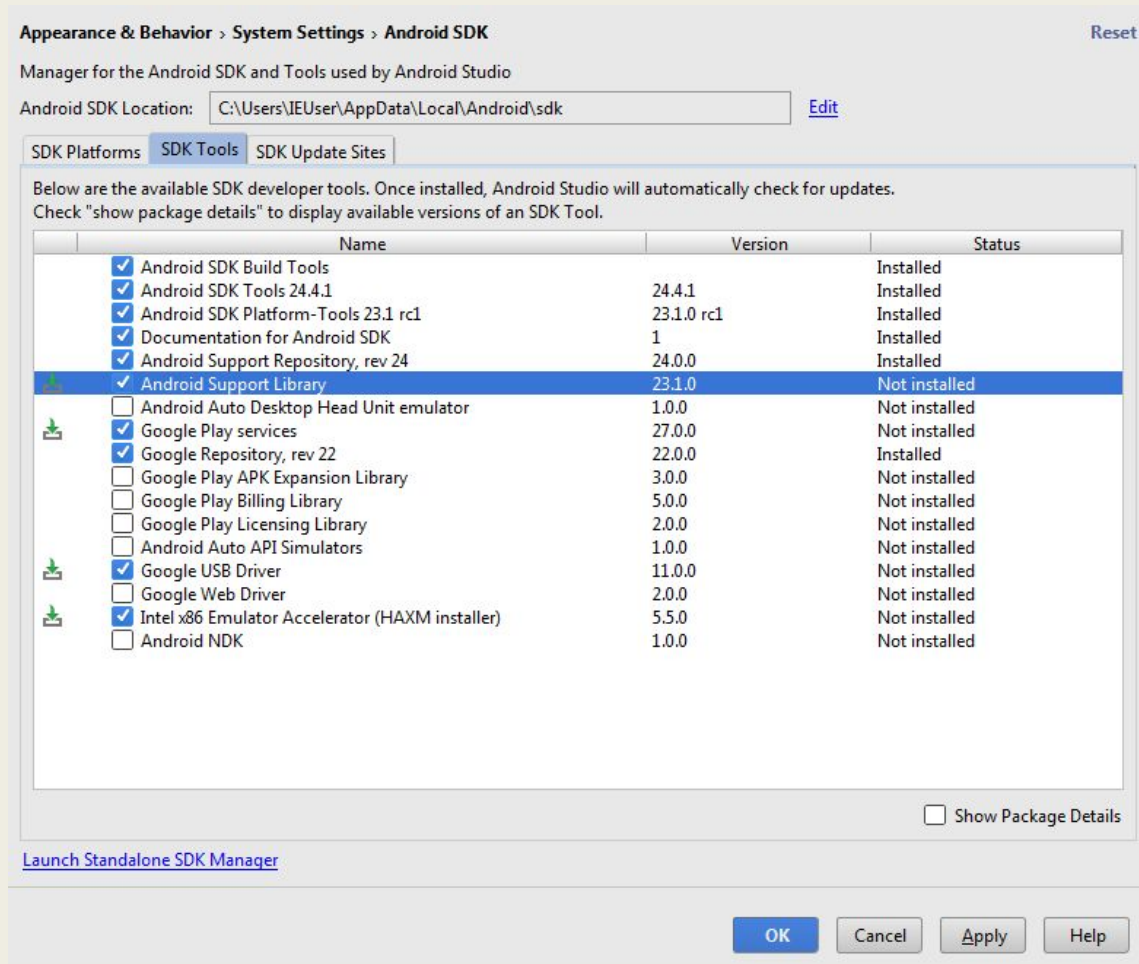 Appearance & Behavior › System Settings › Android SDK Reset
Manager for the Android SDK and Tools used by Android Studio
Android SDK Location: C:\Users\IEUser\AppData\Local\Android\sdk Edit
SDK Platforms SDK Tools SDK Update Sites
Below are the available SDK developer tools. Once installed, Android Studio will automatically check for updates.
Check "show package details" to display available versions of an SDK Tool.
Name Version Status
Android SDK Build Tools Installed
Android SDK Tools 24.4.1 24.4.1 Installed
Android SDK Platform-Tools 23.1 rc1 23.1.0 rc1 Installed
Documentation for Android SDK 1 Installed
Android Support Repository, rev 24 24.0.0 Installed
Android Support Library 23.1.0 Not installed
Android Auto Desktop Head Unit emulator 1.0.0 Not installed
Google Play services 27.0.0 Not installed
Google Repository, rev 22 22.0.0 Installed
Google Play APK Expansion Library 3.0.0 Not installed
Google Play Billing Library 5.0.0 Not installed
Google Play Licensing Library 2.0.0 Not installed
Android Auto API Simulators 1.0.0 Not installed
Google USB Driver 11.0.0 Not installed
Google Web Driver 2.0.0 Not installed
Intel x86 Emulator Accelerator (HAXM installer) 5.5.0 Not installed
Android NDK 1.0.0 Not installed
Show Package Details
Launch Standalone SDK Manager
OK Cancel Apply Help